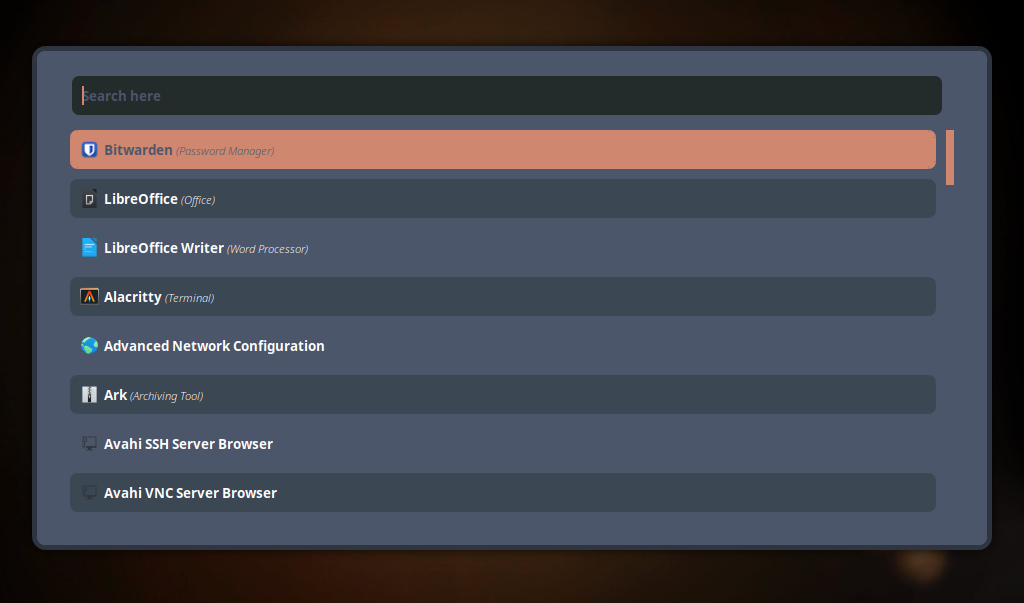 Search here
Bitwarden (Password Manager)
LibreOffice (Office)
LibreOffice Writer (Word Processor)
Alacritty (Terminal)
Advanced Network Configuration
Ark (Archiving Tool)
Avahi SSH Server Browser
Avahi VNC Server Browser